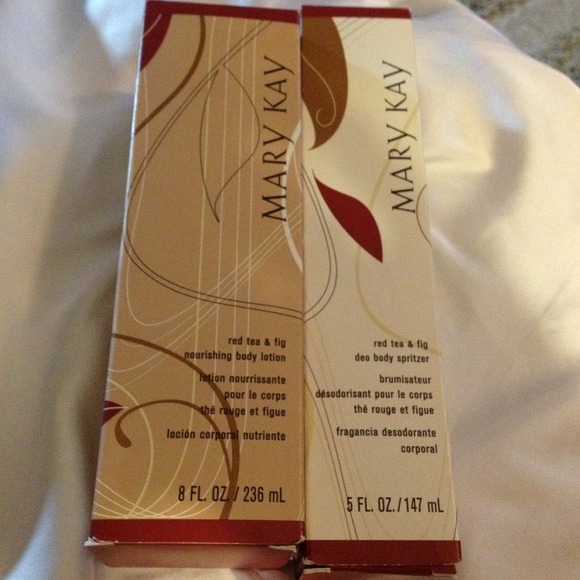 MARY KAY
red tea & fig
nourishing body lotion
lotion nourrissante
pour le corps
thé rouge et figue
loción corporal nutriente
8 FL. OZ. / 236 mL
MARY KAY
red tea & fig
deo body spritzer
brumisateur
désodorisant pour le corps
thé rouge et figue
fragancia desodorante
corporal
5 FL. OZ. / 147 mL